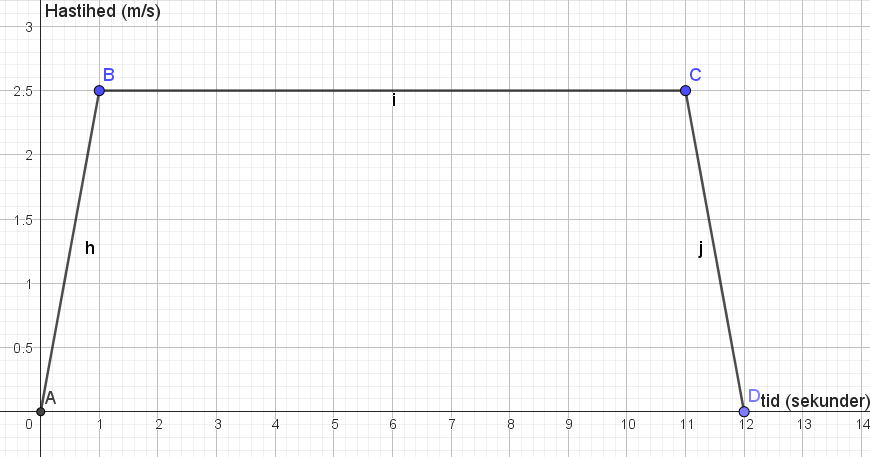 Hastihed (m/s)
3
B
C
2.5
i
2
1.5
h
j
1
0.5
A
D
tid (sekunder)
0 1 2 3 4 5 6 7 8 9 10 11 12 13 14